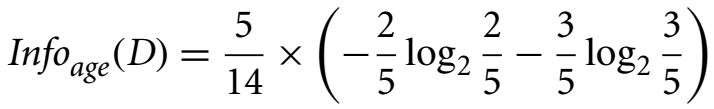 Info_age(D) = 5/14 × (−2/5 log₂ 2/5 − 3/5 log₂ 3/5)